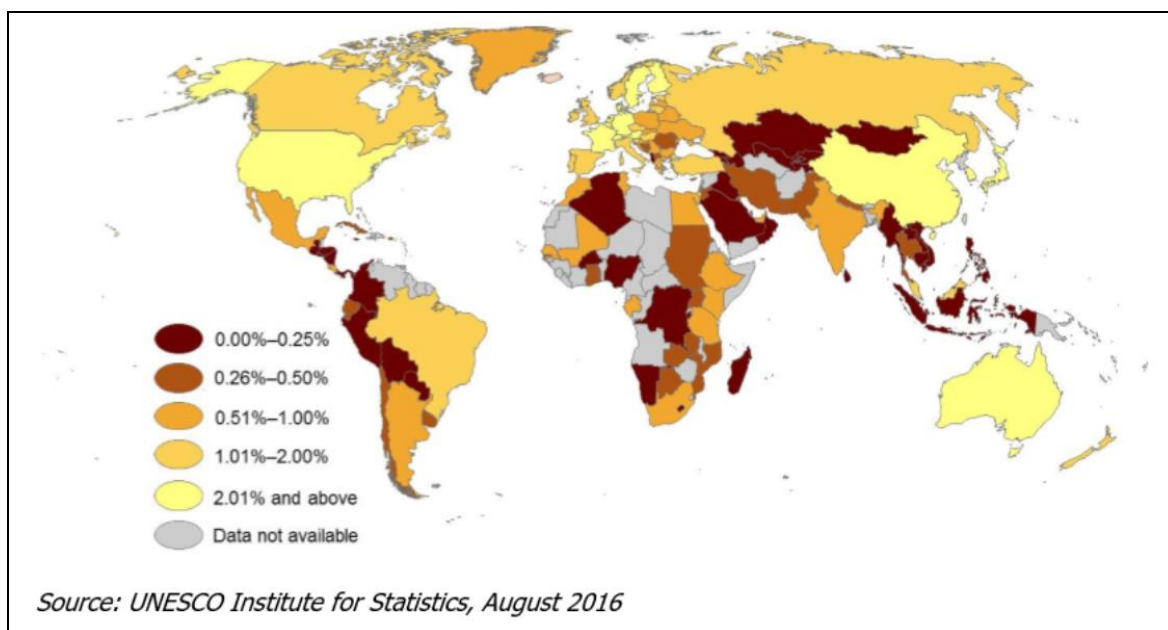 0.00%–0.25%
0.26%–0.50%
0.51%–1.00%
1.01%–2.00%
2.01% and above
Data not available
Source: UNESCO Institute for Statistics, August 2016